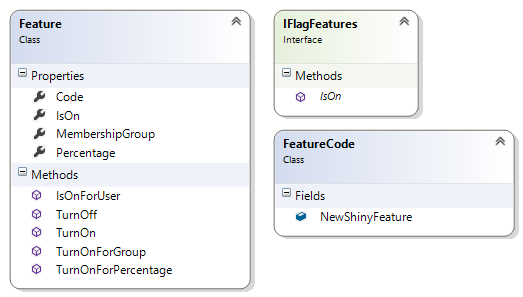 Feature
Class
Properties
Code
IsOn
MembershipGroup
Percentage
Methods
IsOnForUser
TurnOff
TurnOn
TurnOnForGroup
TurnOnForPercentage
IFlagFeatures
Interface
Methods
IsOn
FeatureCode
Class
Fields
NewShinyFeature